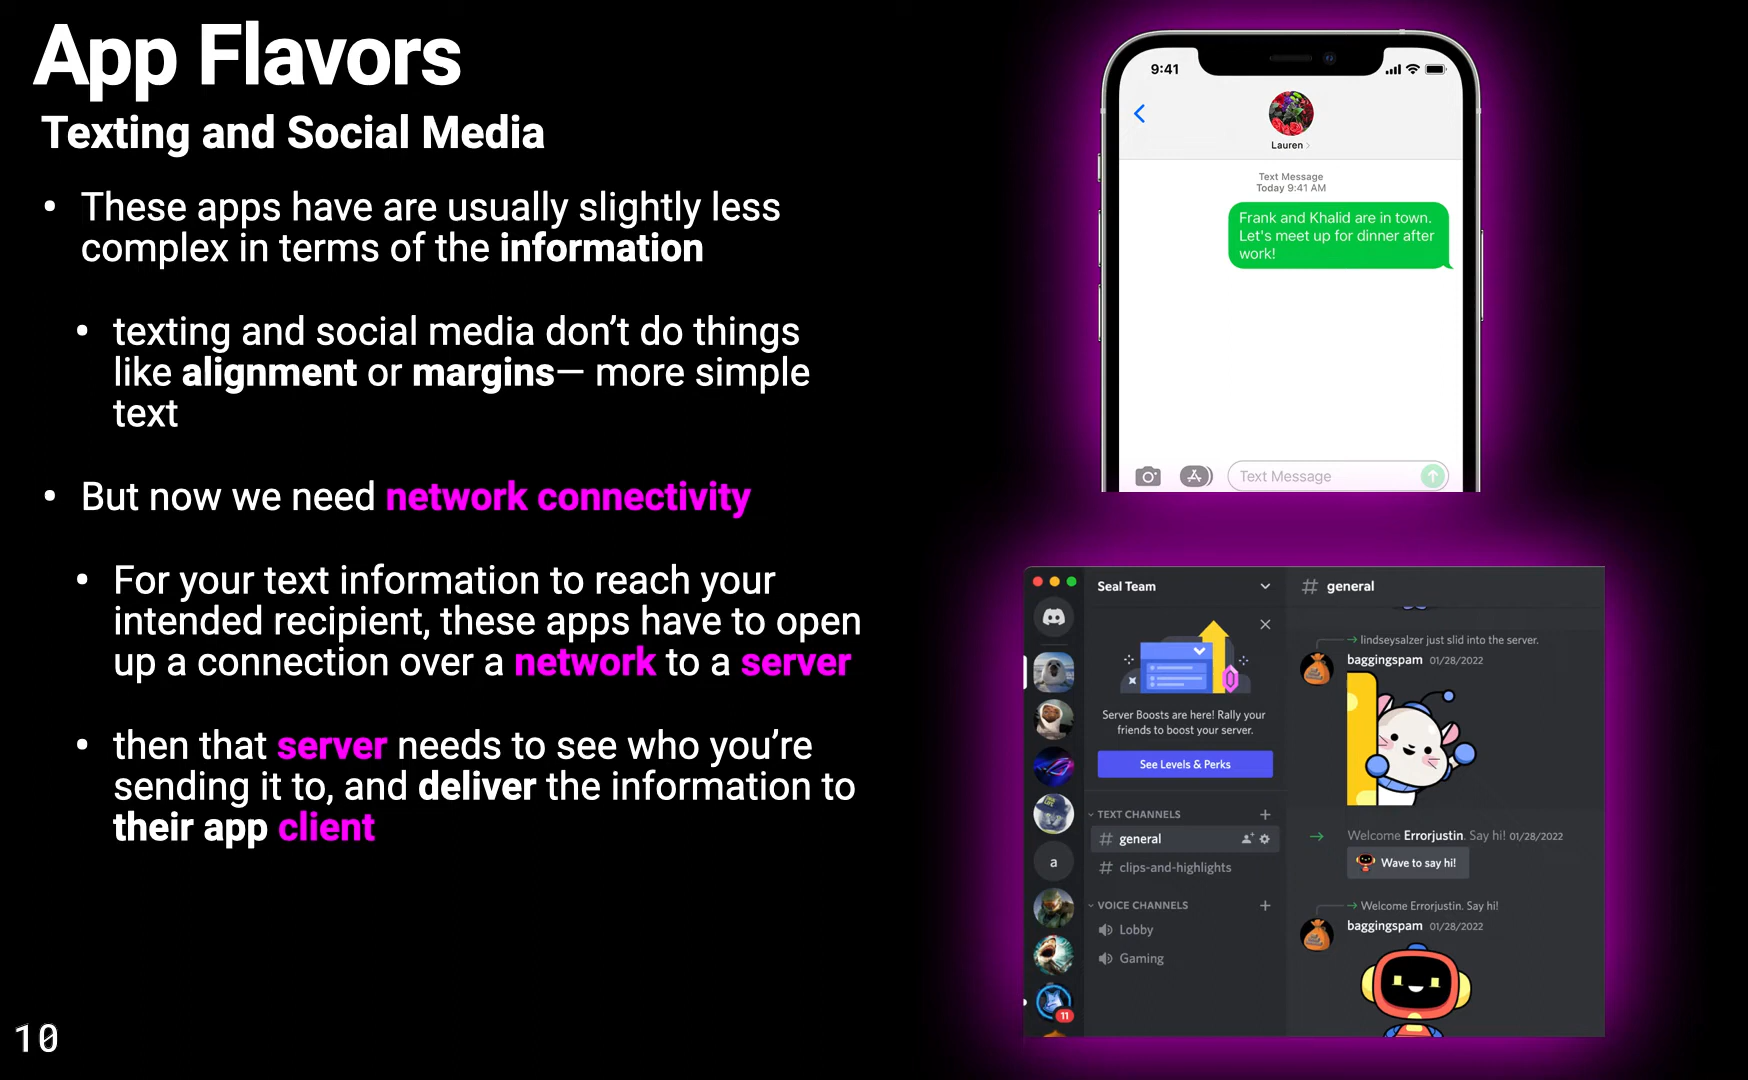 App Flavors
Texting and Social Media
• These apps have are usually slightly less
complex in terms of the information
• texting and social media don’t do things
like alignment or margins— more simple
text
• But now we need network connectivity
• For your text information to reach your
intended recipient, these apps have to open
up a connection over a network to a server
• then that server needs to see who you’re
sending it to, and deliver the information to
their app client
10
9:41
Lauren
Text Message
Today 9:41 AM
Frank and Khalid are in town.
Let's meet up for dinner after
work!
Text Message
Seal Team
Server Boosts are here! Rally your
friends to boost your server.
See Levels & Perks
TEXT CHANNELS
# general
# clips-and-highlights
VOICE CHANNELS
Lobby
Gaming
a
11
# general
lindseysalzer just slid into the server.
baggingspam 01/28/2022
Welcome Errorjustin. Say hi! 01/28/2022
Wave to say hi!
Welcome Errorjustin. Say hi!
baggingspam 01/28/2022